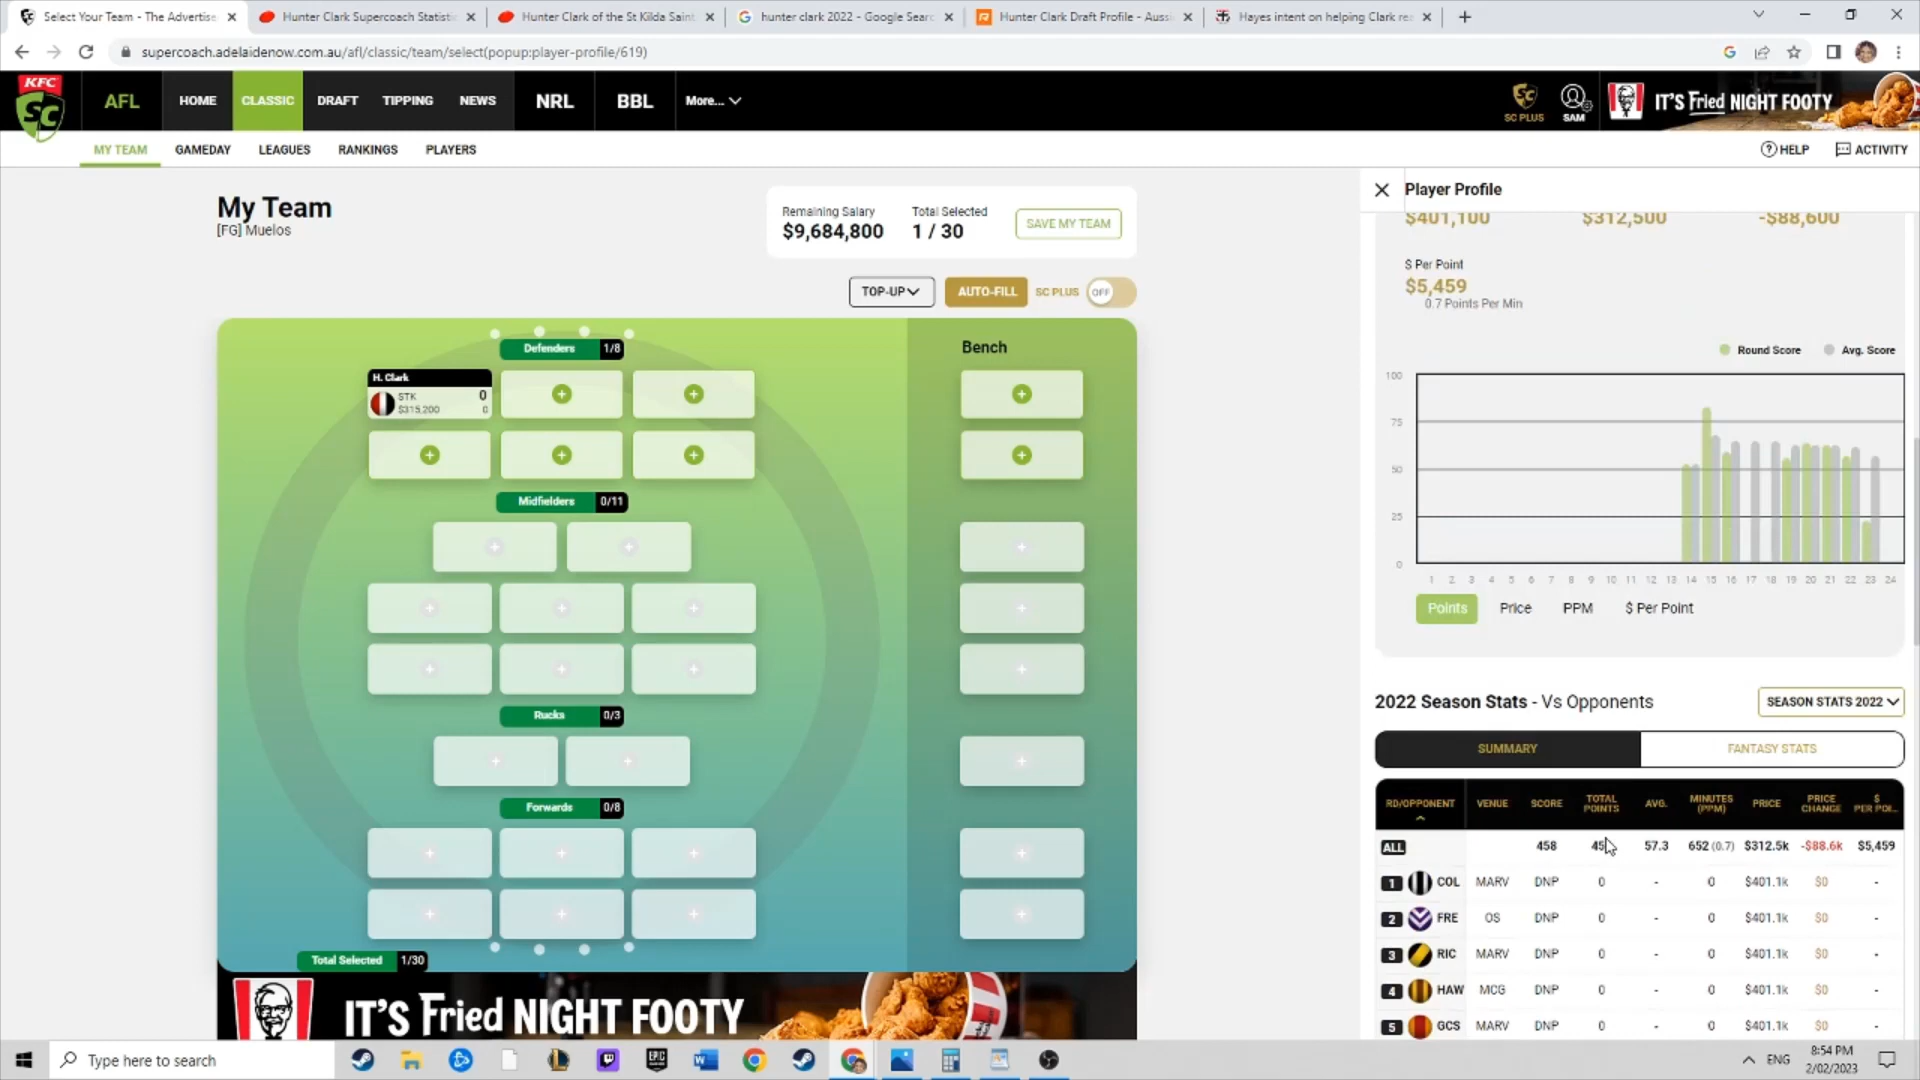 Select Your Team - The Advertise
Hunter Clark Supercoach Statistic
Hunter Clark of the St Kilda Saint
hunter clark 2022 - Google Searc
Hunter Clark Draft Profile - Aussi
Hayes intent on helping Clark re
supercoach.adelaidenow.com.au/afl/classic/team/select(popup:player-profile/619)
KFC SC
AFL HOME CLASSIC DRAFT TIPPING NEWS NRL BBL More...
SC PLUS SAM
IT'S Fried NIGHT FOOTY
MY TEAM GAMEDAY LEAGUES RANKINGS PLAYERS
HELP ACTIVITY
My Team
[FG] Muelos
Remaining Salary
$9,684,800
Total Selected
1 / 30
SAVE MY TEAM
TOP-UP AUTO-FILL SC PLUS OFF
Defenders 1/8
Bench
H. Clark
STK 0
$315,200 0
Midfielders 0/11
Rucks 0/3
Forwards 0/8
Total Selected 1/30
IT'S Fried NIGHT FOOTY
Player Profile
$401,100 $312,500 -$88,600
$ Per Point
$5,459
0.7 Points Per Min
Round Score Avg. Score
100
75
50
25
0
1 2 3 4 5 6 7 8 9 10 11 12 13 14 15 16 17 18 19 20 21 22 23 24
Points Price PPM $ Per Point
2022 Season Stats - Vs Opponents
SEASON STATS 2022
SUMMARY FANTASY STATS
RD/OPPONENT VENUE SCORE TOTAL POINTS AVG. MINUTES (PPM) PRICE PRICE CHANGE $ PER POI...
ALL 458 57.3 652 (0.7) $312.5k -$88.6k $5,459
1 COL MARV DNP 0 - 0 $401.1k $0 -
2 FRE OS DNP 0 - 0 $401.1k $0 -
3 RIC MARV DNP 0 - 0 $401.1k $0 -
4 HAW MCG DNP 0 - 0 $401.1k $0 -
5 GCS MARV DNP 0 - 0 $401.1k $0 -
Type here to search
ENG
8:54 PM
2/02/2023